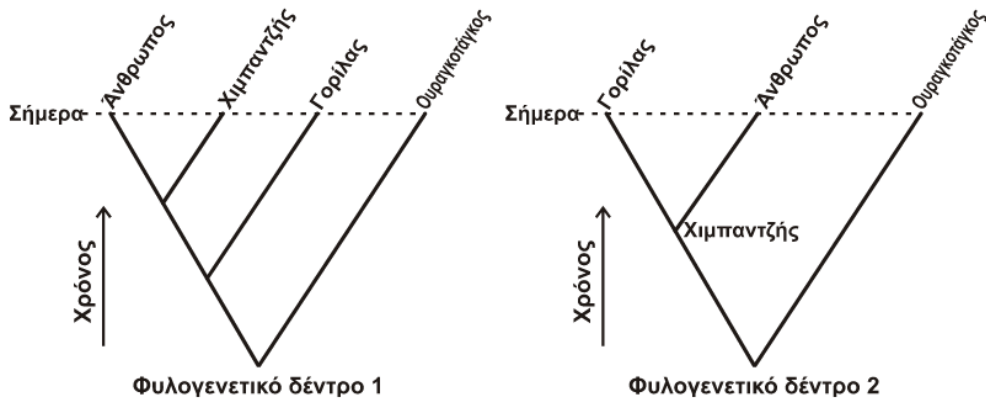 Άνθρωπος
Χιμπαντζής
Γορίλας
Ουραγκοτάγκος
Σήμερα
Χρόνος
Φυλογενετικό δέντρο 1
Γορίλας
Άνθρωπος
Ουραγκοτάγκος
Σήμερα
Χιμπαντζής
Χρόνος
Φυλογενετικό δέντρο 2